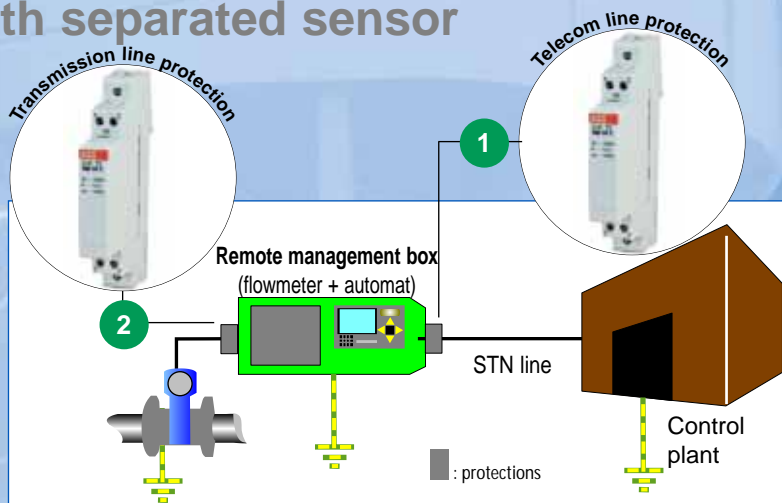 th separated sensor
Transmission line protection
Telecom line protection
1
Remote management box
(flowmeter + automat)
2
STN line
Control
plant
: protections